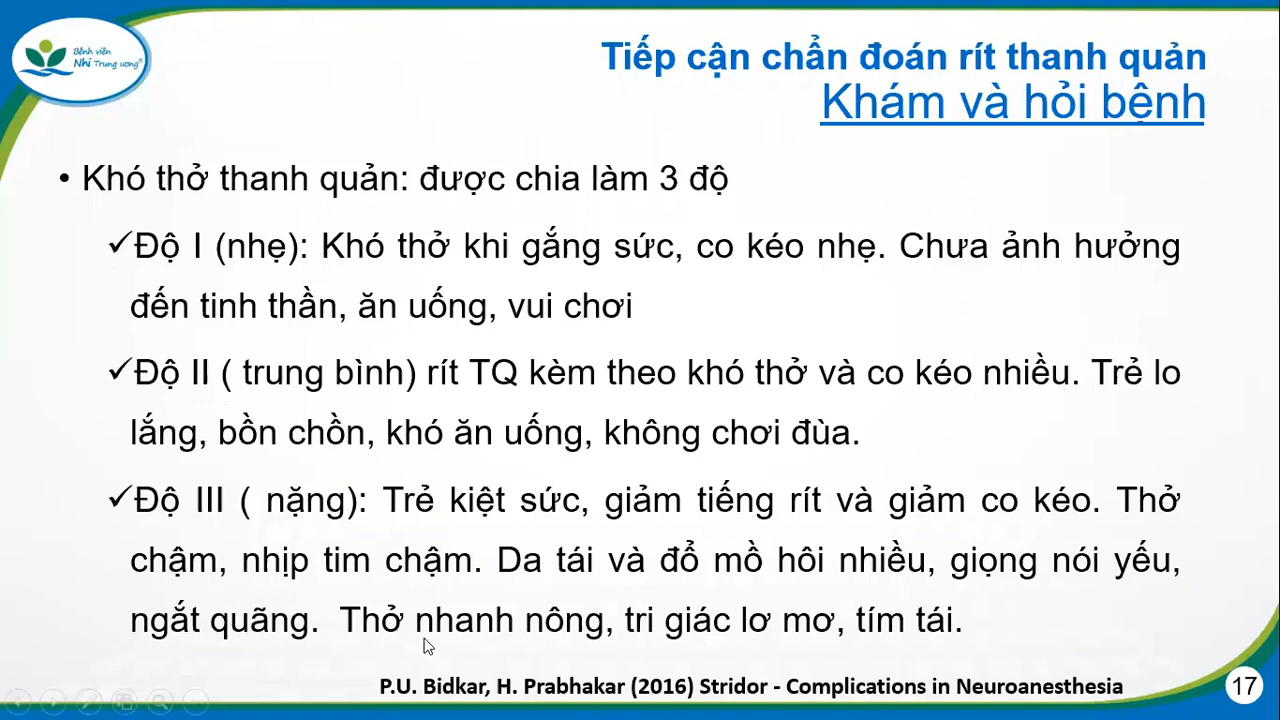 Bệnh viện
Nhi Trung ương®
Tiếp cận chẩn đoán rít thanh quản
Khám và hỏi bệnh
• Khó thở thanh quản: được chia làm 3 độ
✓Độ I (nhẹ): Khó thở khi gắng sức, co kéo nhẹ. Chưa ảnh hưởng
đến tinh thần, ăn uống, vui chơi
✓Độ II ( trung bình) rít TQ kèm theo khó thở và co kéo nhiều. Trẻ lo
lắng, bồn chồn, khó ăn uống, không chơi đùa.
✓Độ III ( nặng): Trẻ kiệt sức, giảm tiếng rít và giảm co kéo. Thở
chậm, nhịp tim chậm. Da tái và đổ mồ hôi nhiều, giọng nói yếu,
ngắt quãng. Thở nhanh nông, tri giác lơ mơ, tím tái.
P.U. Bidkar, H. Prabhakar (2016) Stridor - Complications in Neuroanesthesia
17